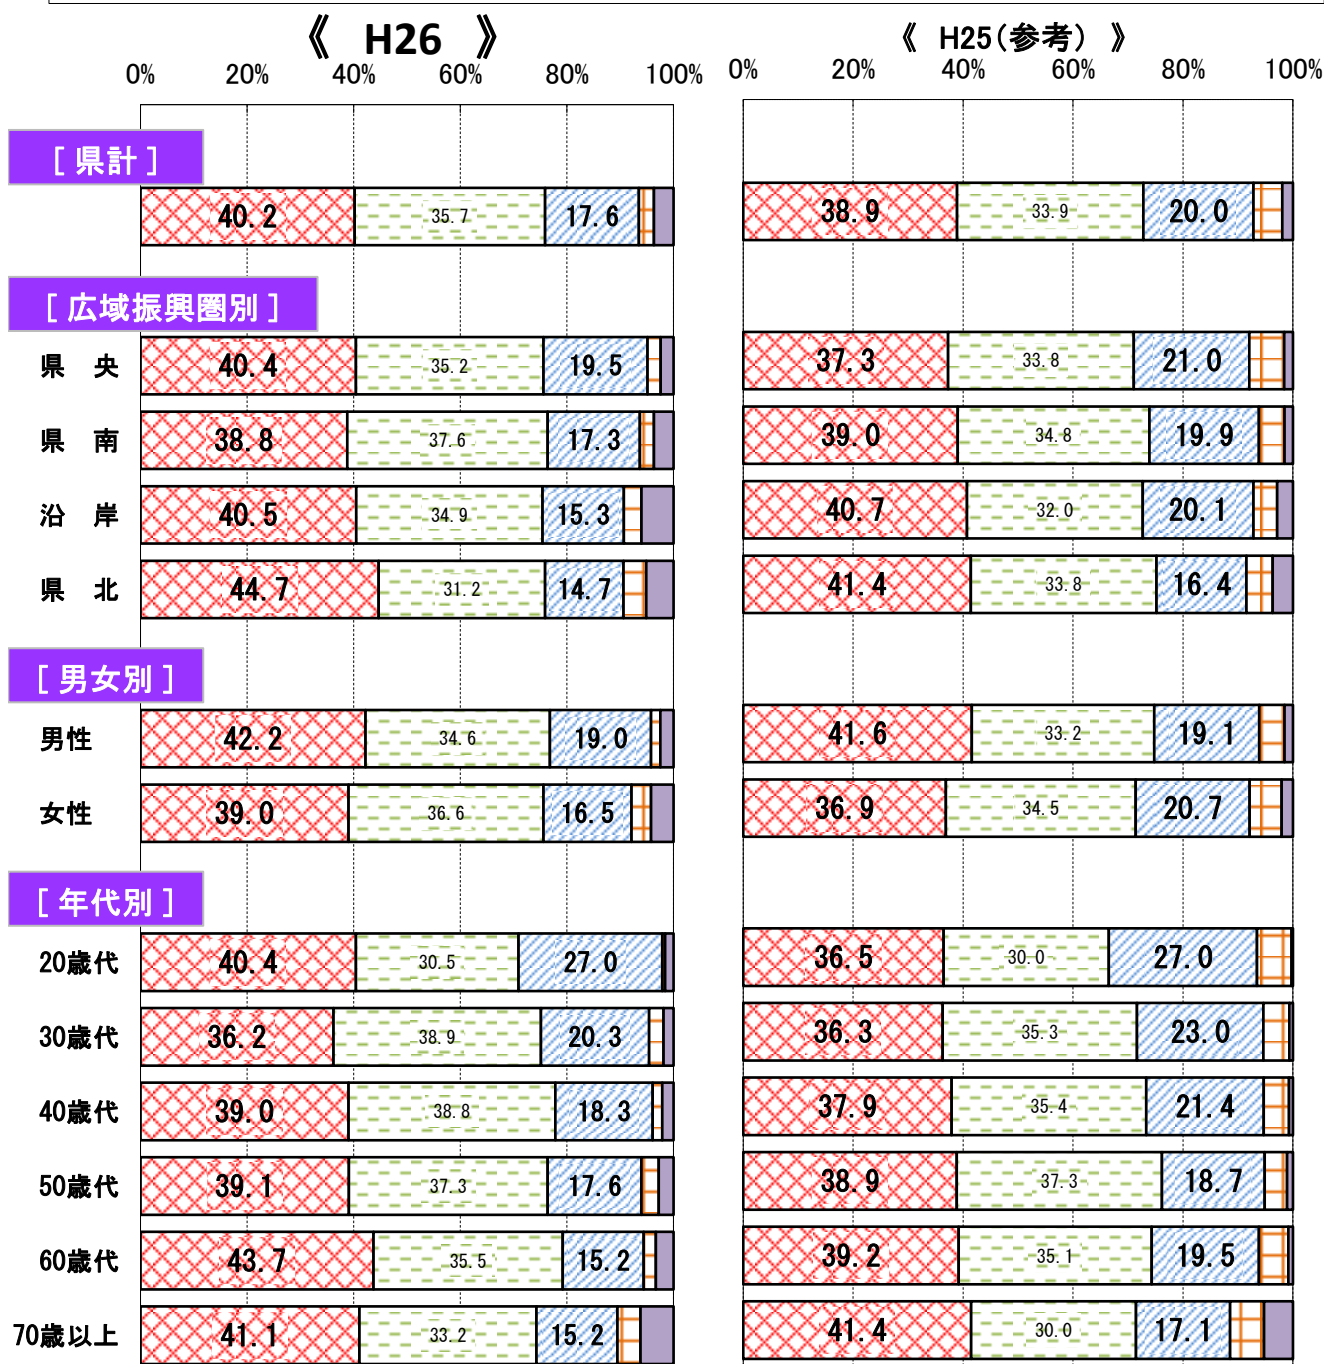 《 H26 》 《 H25(参考) 》
0% 20% 40% 60% 80% 100% 0% 20% 40% 60% 80% 100%
[ 県計 ]
40.2 35.7 17.6 38.9 33.9 20.0
[ 広域振興圏別 ]
県 央 40.4 35.2 19.5 37.3 33.8 21.0
県 南 38.8 37.6 17.3 39.0 34.8 19.9
沿 岸 40.5 34.9 15.3 40.7 32.0 20.1
県 北 44.7 31.2 14.7 41.4 33.8 16.4
[ 男女別 ]
男性 42.2 34.6 19.0 41.6 33.2 19.1
女性 39.0 36.6 16.5 36.9 34.5 20.7
[ 年代別 ]
20歳代 40.4 30.5 27.0 36.5 30.0 27.0
30歳代 36.2 38.9 20.3 36.3 35.3 23.0
40歳代 39.0 38.8 18.3 37.9 35.4 21.4
50歳代 39.1 37.3 17.6 38.9 37.3 18.7
60歳代 43.7 35.5 15.2 39.2 35.1 19.5
70歳以上 41.1 33.2 15.2 41.4 30.0 17.1